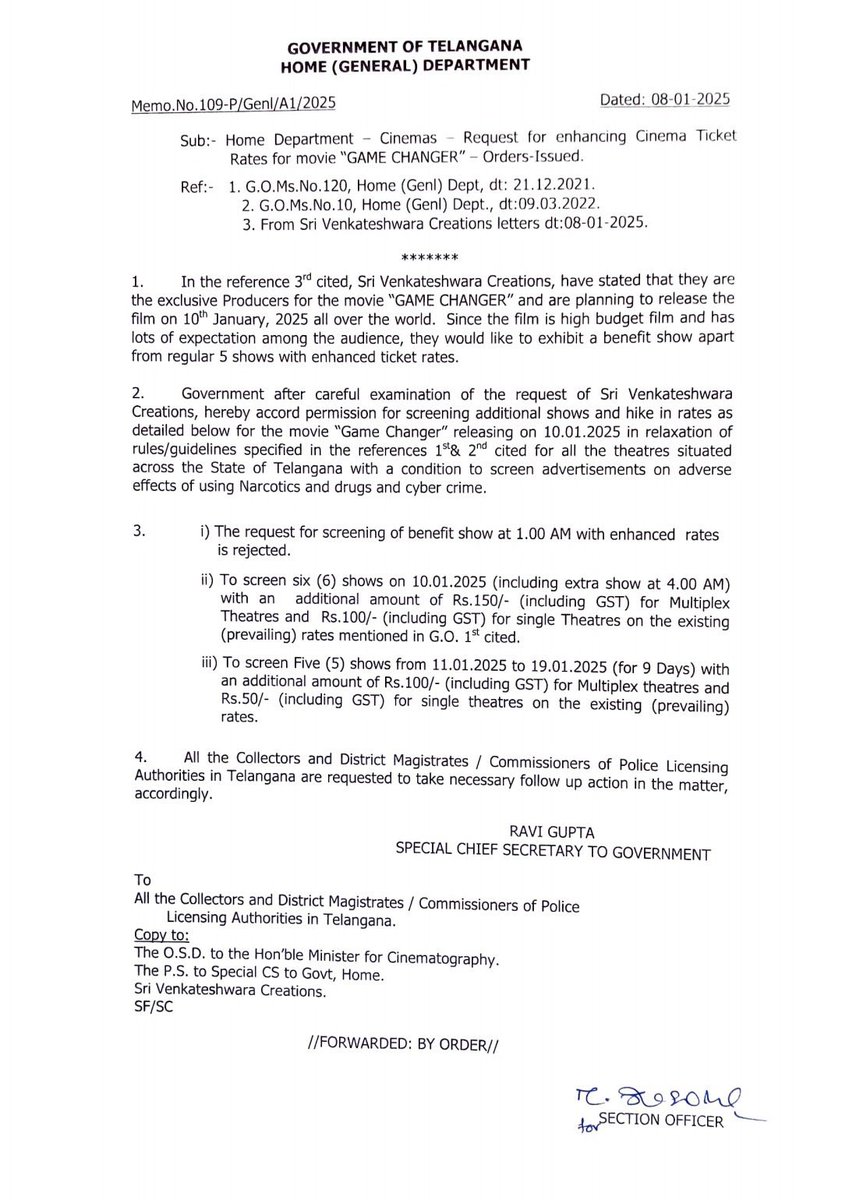 GOVERNMENT OF TELANGANA
HOME (GENERAL) DEPARTMENT
Memo.No.109-P/Genl/A1/2025
Dated: 08-01-2025
Sub:- Home Department – Cinemas – Request for enhancing Cinema Ticket
Rates for movie “GAME CHANGER” – Orders-Issued.
Ref:- 1. G.O.Ms.No.120, Home (Genl) Dept, dt: 21.12.2021.
2. G.O.Ms.No.10, Home (Genl) Dept., dt:09.03.2022.
3. From Sri Venkateshwara Creations letters dt:08-01-2025.
*******
1. In the reference 3rd cited, Sri Venkateshwara Creations, have stated that they are
the exclusive Producers for the movie “GAME CHANGER” and are planning to release the
film on 10th January, 2025 all over the world. Since the film is high budget film and has
lots of expectation among the audience, they would like to exhibit a benefit show apart
from regular 5 shows with enhanced ticket rates.
2. Government after careful examination of the request of Sri Venkateshwara
Creations, hereby accord permission for screening additional shows and hike in rates as
detailed below for the movie “Game Changer” releasing on 10.01.2025 in relaxation of
rules/guidelines specified in the references 1st& 2nd cited for all the theatres situated
across the State of Telangana with a condition to screen advertisements on adverse
effects of using Narcotics and drugs and cyber crime.
3. i) The request for screening of benefit show at 1.00 AM with enhanced rates
is rejected.
ii) To screen six (6) shows on 10.01.2025 (including extra show at 4.00 AM)
with an additional amount of Rs.150/- (including GST) for Multiplex
Theatres and Rs.100/- (including GST) for single Theatres on the existing
(prevailing) rates mentioned in G.O. 1st cited.
iii) To screen Five (5) shows from 11.01.2025 to 19.01.2025 (for 9 Days) with
an additional amount of Rs.100/- (including GST) for Multiplex theatres and
Rs.50/- (including GST) for single theatres on the existing (prevailing)
rates.
4. All the Collectors and District Magistrates / Commissioners of Police Licensing
Authorities in Telangana are requested to take necessary follow up action in the matter,
accordingly.
RAVI GUPTA
SPECIAL CHIEF SECRETARY TO GOVERNMENT
To
All the Collectors and District Magistrates / Commissioners of Police
Licensing Authorities in Telangana.
Copy to:
The O.S.D. to the Hon’ble Minister for Cinematography.
The P.S. to Special CS to Govt, Home.
Sri Venkateshwara Creations.
SF/SC
//FORWARDED: BY ORDER//
for SECTION OFFICER